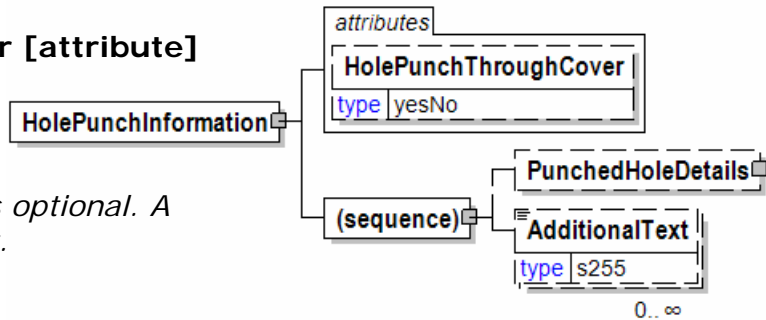 r [attribute]
s optional. A
.
HolePunchInformation
attributes
HolePunchThroughCover
type yesNo
(sequence)
PunchedHoleDetails
AdditionalText
type s255
0.. ∞